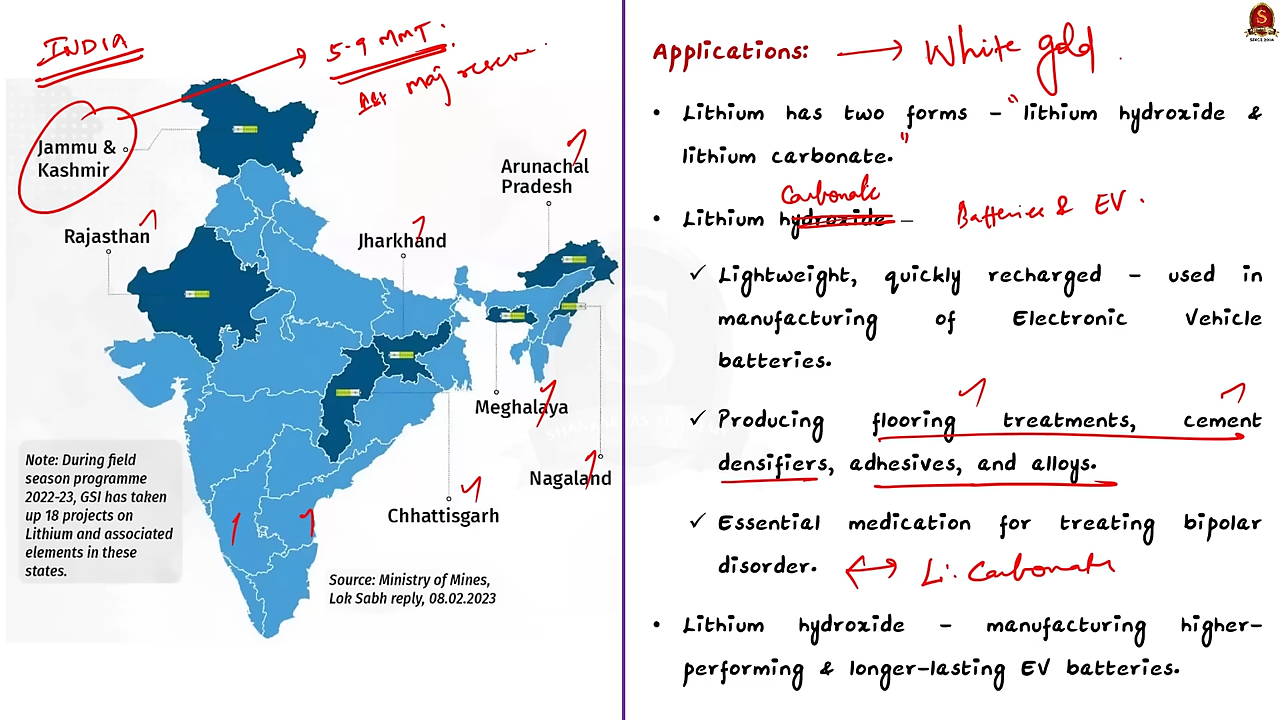 INDIA
5.9 MMT.
Jammu &
Kashmir
Rajasthan
Jharkhand
Arunachal
Pradesh
Meghalaya
Nagaland
Chhattisgarh
Note: During field
season programme
2022-23, GSI has taken
up 18 projects on
Lithium and associated
elements in these
states.
Source: Ministry of Mines,
Lok Sabh reply, 08.02.2023
S
SINCE 2004
Applications: → White gold.
• Lithium has two forms – "lithium hydroxide &
lithium carbonate."
Carbonate
• Lithium hydroxide – Batteries & EV.
✓ Lightweight, quickly recharged – used in
manufacturing of Electronic Vehicle
batteries.
✓ Producing flooring treatments, cement
densifiers, adhesives, and alloys.
✓ Essential medication for treating bipolar
disorder. ↔ Li. Carbonate
• Lithium hydroxide – manufacturing higher-
performing & longer-lasting EV batteries.